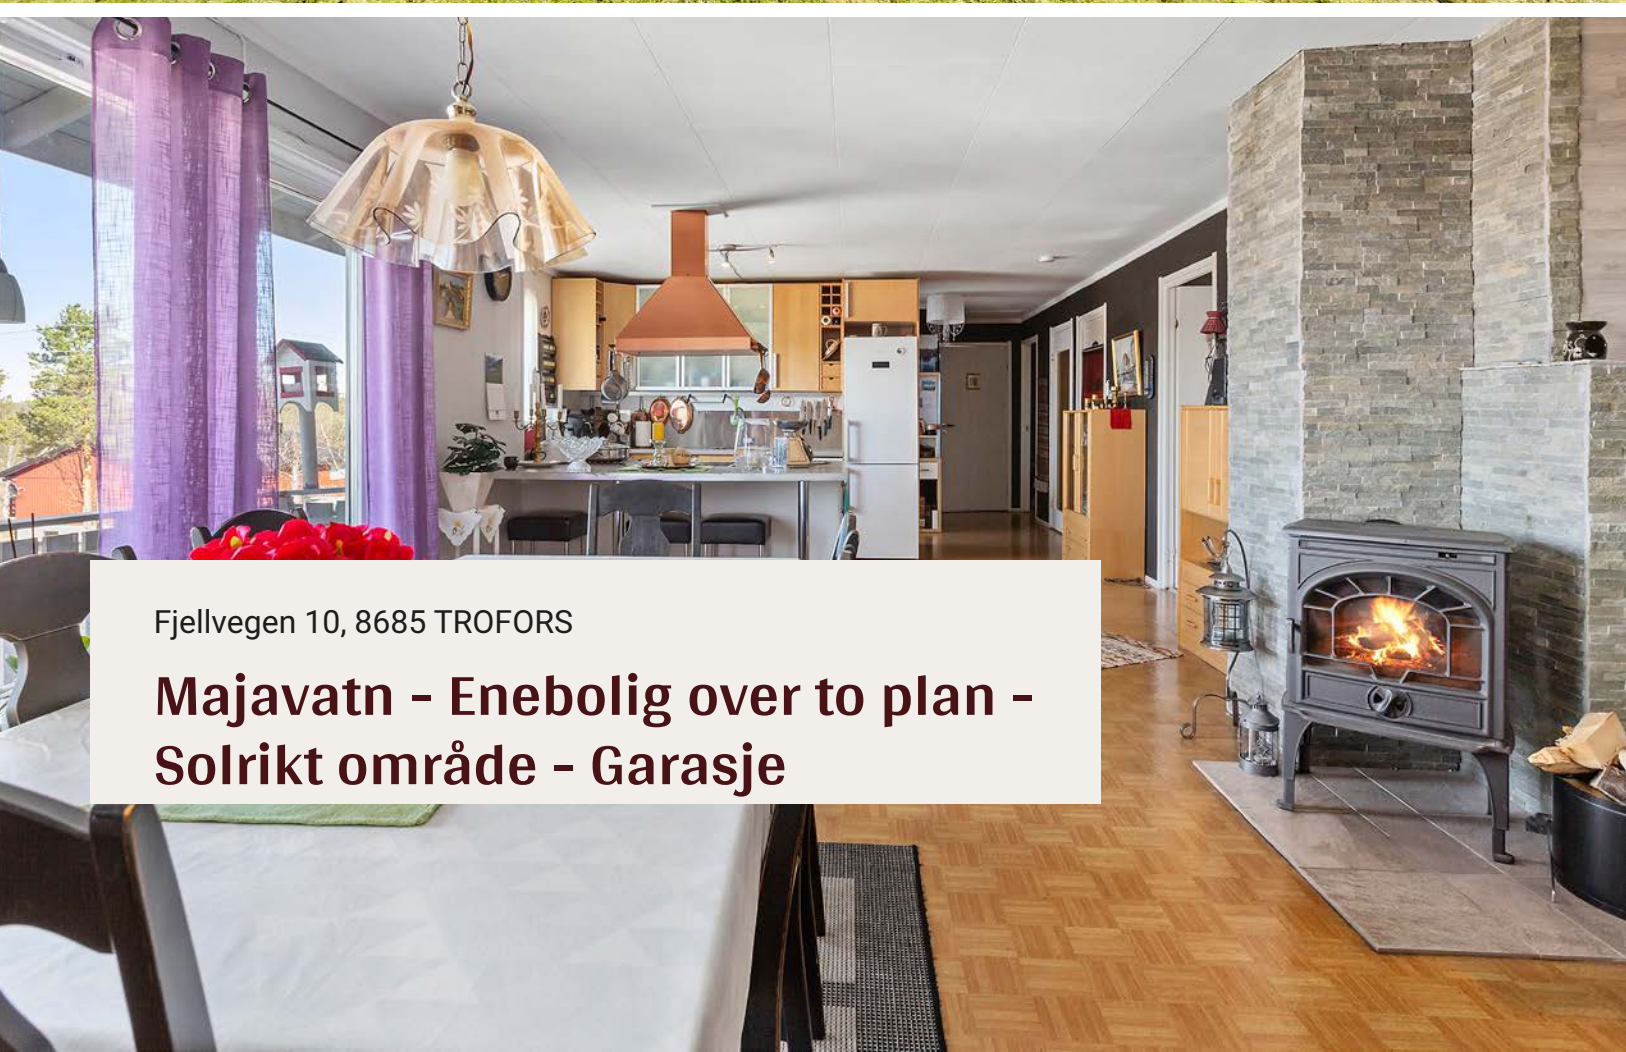 Fjellvegen 10, 8685 TROFORS
Majavatn - Enebolig over to plan -
Solrikt område - Garasje